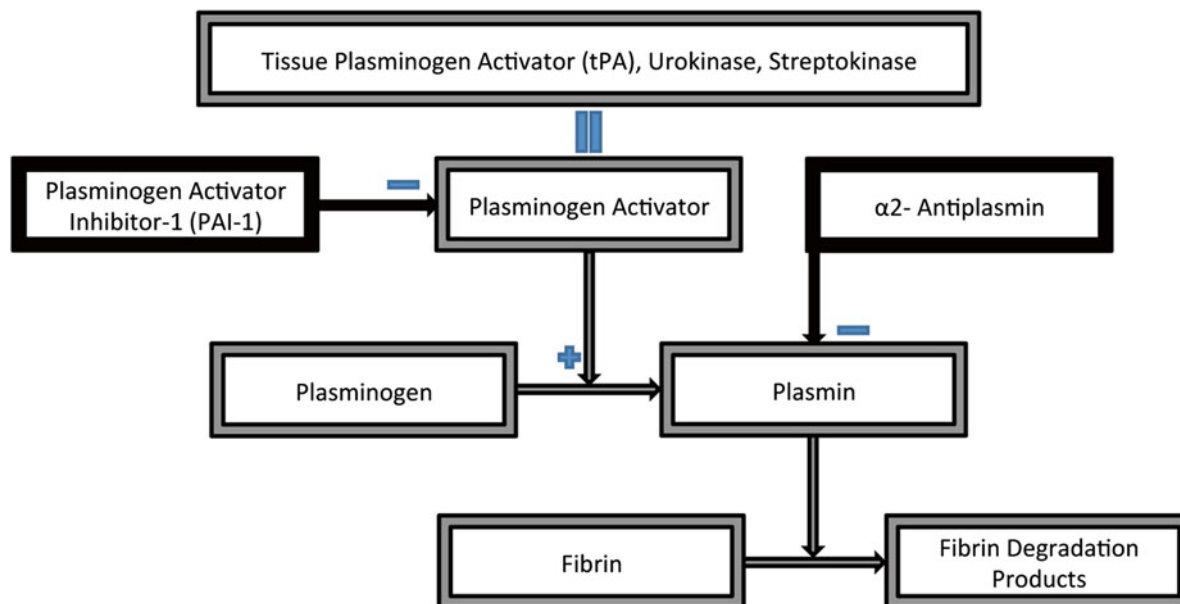 Tissue Plasminogen Activator (tPA), Urokinase, Streptokinase
Plasminogen Activator
Inhibitor-1 (PAI-1)
Plasminogen Activator
α2- Antiplasmin
Plasminogen
Plasmin
Fibrin
Fibrin Degradation
Products